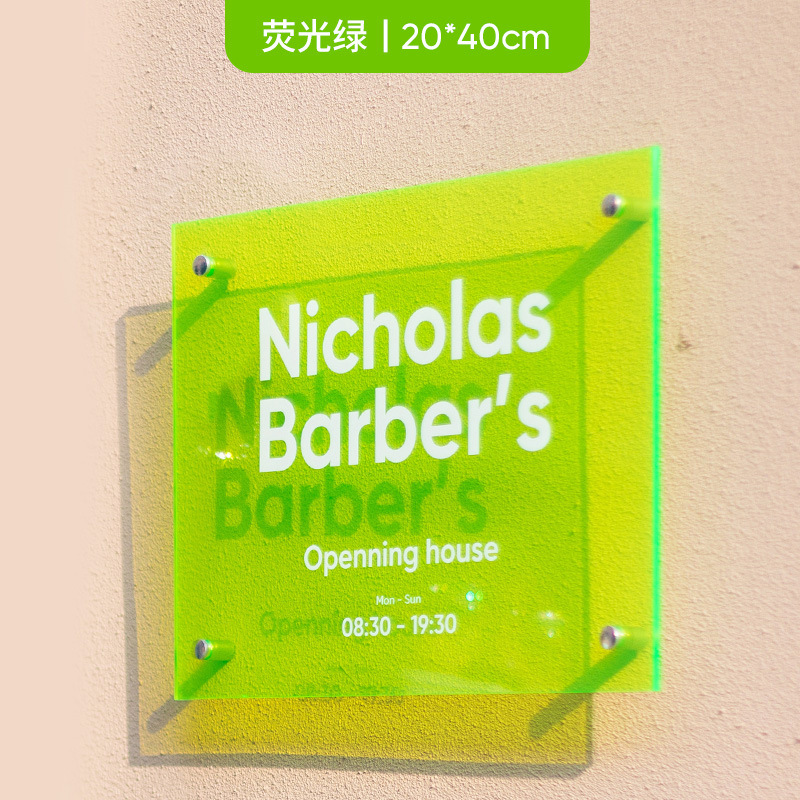 荧光绿 | 20*40cm
Nicholas
Barber's
Openning house
Mon - Sun
08:30 - 19:30